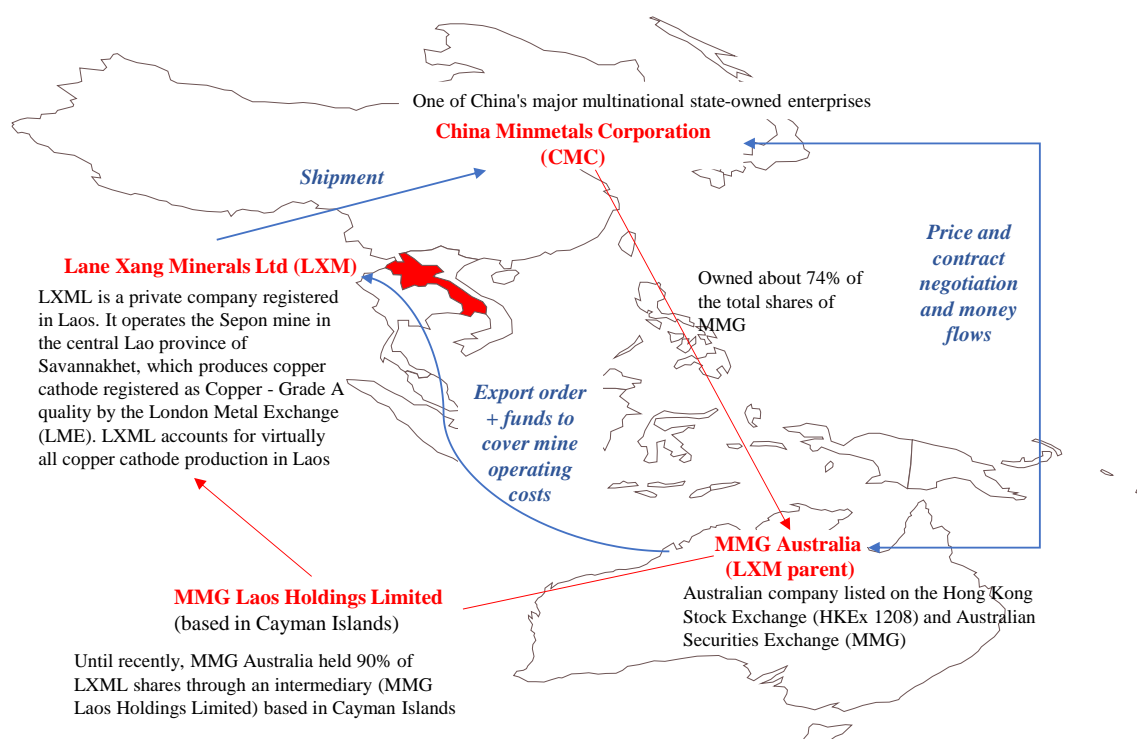 One of China's major multinational state-owned enterprises
China Minmetals Corporation
(CMC)
Shipment
Price and
contract
negotiation
and money
flows
Lane Xang Minerals Ltd (LXM)
LXML is a private company registered
in Laos. It operates the Sepon mine in
the central Lao province of
Savannakhet, which produces copper
cathode registered as Copper - Grade A
quality by the London Metal Exchange
(LME). LXML accounts for virtually
all copper cathode production in Laos
Owned about 74% of
the total shares of
MMG
Export order
+ funds to
cover mine
operating
costs
MMG Australia
(LXM parent)
Australian company listed on the Hong Kong
Stock Exchange (HKEx 1208) and Australian
Securities Exchange (MMG)
MMG Laos Holdings Limited
(based in Cayman Islands)
Until recently, MMG Australia held 90% of
LXML shares through an intermediary (MMG
Laos Holdings Limited) based in Cayman Islands